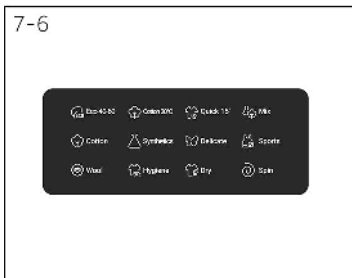 7-6
Eco 40-60 Cotton 20°C Quick 15' Mix
Cotton Synthetics Delicate Sports
Wool Hygiene Dry Spin